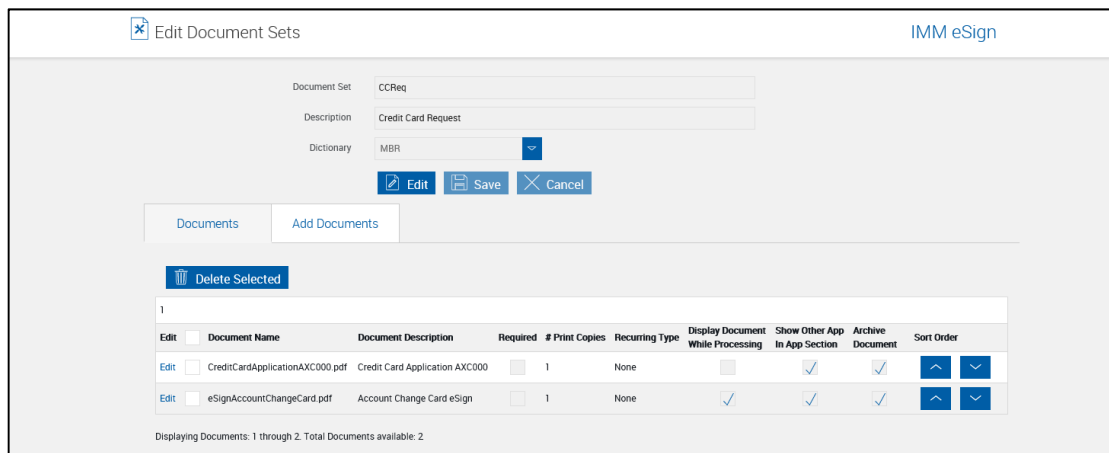 Edit Document Sets IMM eSign
Document Set CCReq
Description Credit Card Request
Dictionary MBR
Edit Save Cancel
Documents Add Documents
Delete Selected
1
Edit Document Name Document Description Required # Print Copies Recurring Type Display Document While Processing Show Other App In App Section Archive Document Sort Order
Edit CreditCardApplicationAXC000.pdf Credit Card Application AXC000 1 None
Edit eSignAccountChangeCard.pdf Account Change Card eSign 1 None
Displaying Documents: 1 through 2. Total Documents available: 2